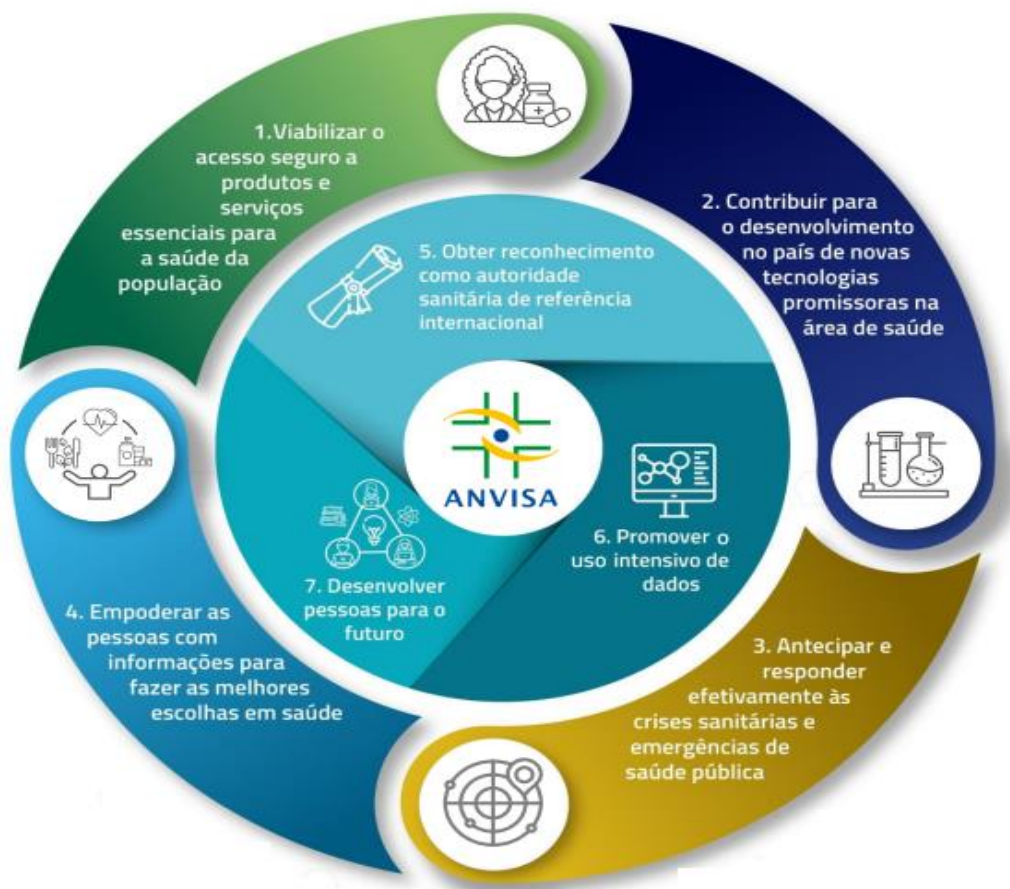 1.Viabilizar o
acesso seguro a
produtos e
serviços
essenciais para
a saúde da
população
2. Contribuir para
o desenvolvimento
no país de novas
tecnologias
promissoras na
área de saúde
3. Antecipar e
responder
efetivamente às
crises sanitárias e
emergências de
saúde pública
4. Empoderar as
pessoas com
informações para
fazer as melhores
escolhas em saúde
5. Obter reconhecimento
como autoridade
sanitária de referência
internacional
6. Promover o
uso intensivo de
dados
7. Desenvolver
pessoas para o
futuro
ANVISA